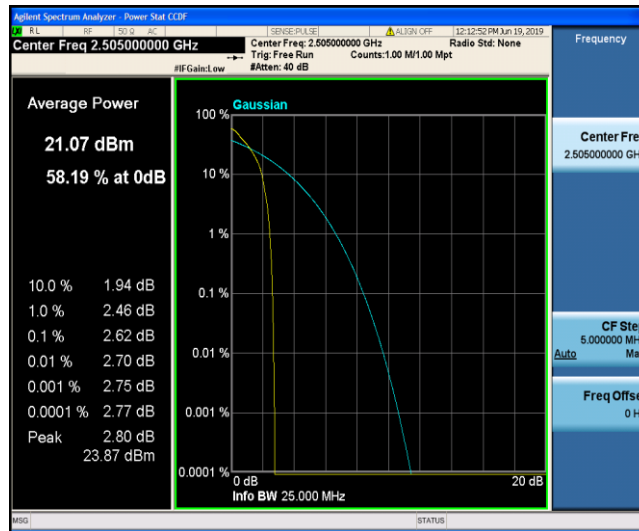 Agilent Spectrum Analyzer - Power Stat CCDF
RL RF 50 Ω AC SENSE:PULSE ALIGN OFF 12:12:52 PM Jun 19, 2019
Center Freq 2.505000000 GHz
Center Freq: 2.505000000 GHz Radio Std: None
Trig: Free Run Counts:1.00 M/1.00 Mpt
#IFGain:Low #Atten: 40 dB
Frequency
Average Power
21.07 dBm
58.19 % at 0dB
10.0 % 1.94 dB
1.0 % 2.46 dB
0.1 % 2.62 dB
0.01 % 2.70 dB
0.001 % 2.75 dB
0.0001 % 2.77 dB
Peak 2.80 dB
23.87 dBm
Gaussian
100 %
10 %
1 %
0.1 %
0.01 %
0.001 %
0.0001 %
0 dB 20 dB
Info BW 25.000 MHz
Center Fre
2.505000000 GH
CF Ste
5.000000 MH
Auto Ma
Freq Offse
0 H
MSG STATUS